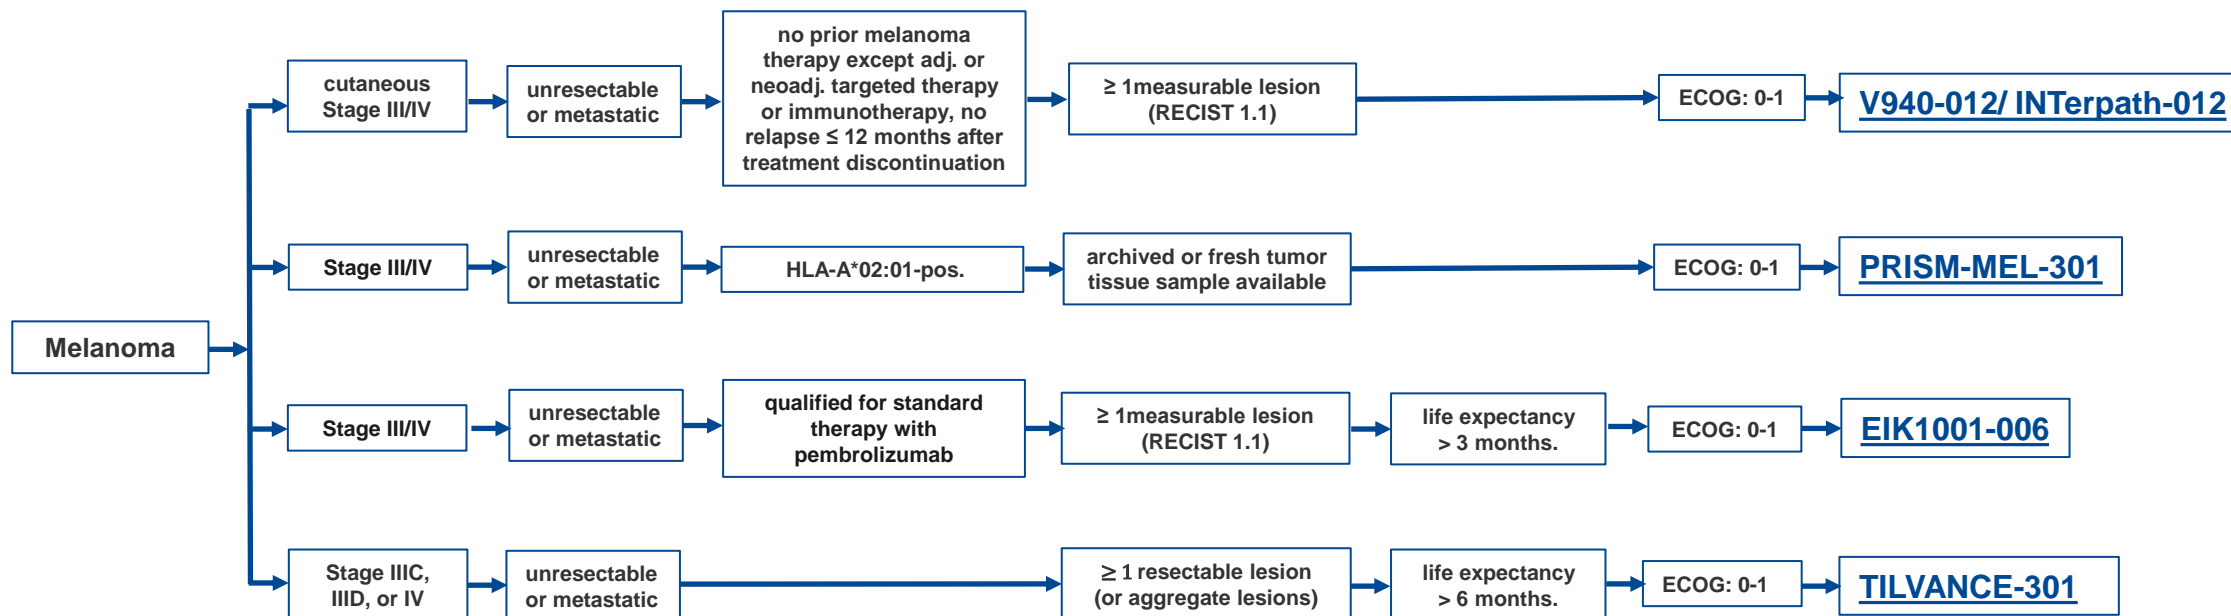 Melanoma
cutaneous
Stage III/IV
unresectable
or metastatic
no prior melanoma
therapy except adj. or
neoadj. targeted therapy
or immunotherapy, no
relapse ≤ 12 months after
treatment discontinuation
≥ 1measurable lesion
(RECIST 1.1)
ECOG: 0-1
V940-012/ INTerpath-012
Stage III/IV
unresectable
or metastatic
HLA-A*02:01-pos.
archived or fresh tumor
tissue sample available
ECOG: 0-1
PRISM-MEL-301
Stage III/IV
unresectable
or metastatic
qualified for standard
therapy with
pembrolizumab
≥ 1measurable lesion
(RECIST 1.1)
life expectancy
> 3 months.
ECOG: 0-1
EIK1001-006
Stage IIIC,
IIID, or IV
unresectable
or metastatic
≥ 1 resectable lesion
(or aggregate lesions)
life expectancy
> 6 months.
ECOG: 0-1
TILVANCE-301